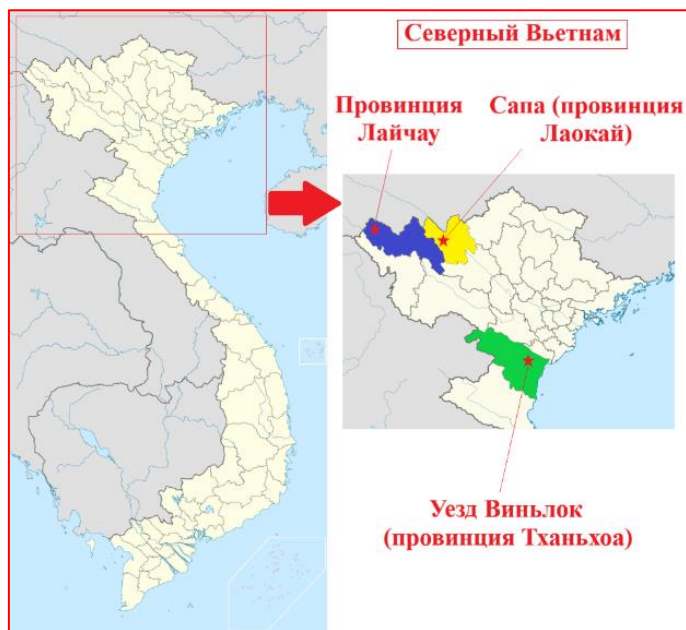 Северный Вьетнам
Провинция
Лайчау
Сапа (провинция
Лаокай)
Уезд Виньлок
(провинция Тханьхоа)